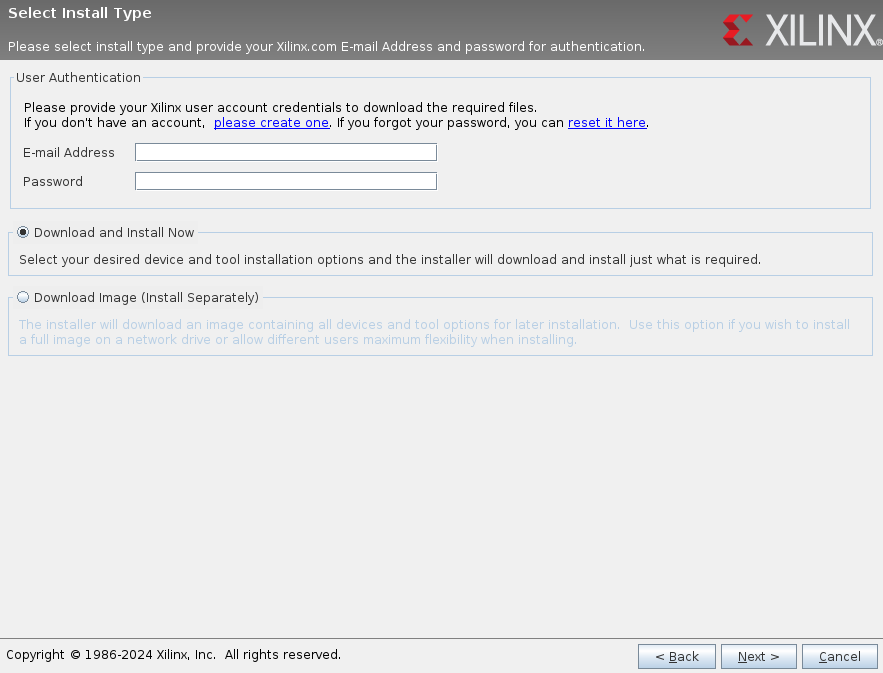 Select Install Type
XILINX®
Please select install type and provide your Xilinx.com E-mail Address and password for authentication.
User Authentication
Please provide your Xilinx user account credentials to download the required files.
If you don't have an account,  please create one. If you forgot your password, you can reset it here.
E-mail Address
Password
Download and Install Now
Select your desired device and tool installation options and the installer will download and install just what is required.
Download Image (Install Separately)
The installer will download an image containing all devices and tool options for later installation.  Use this option if you wish to install
a full image on a network drive or allow different users maximum flexibility when installing.
Copyright © 1986-2024 Xilinx, Inc.  All rights reserved.
< Back
Next >
Cancel